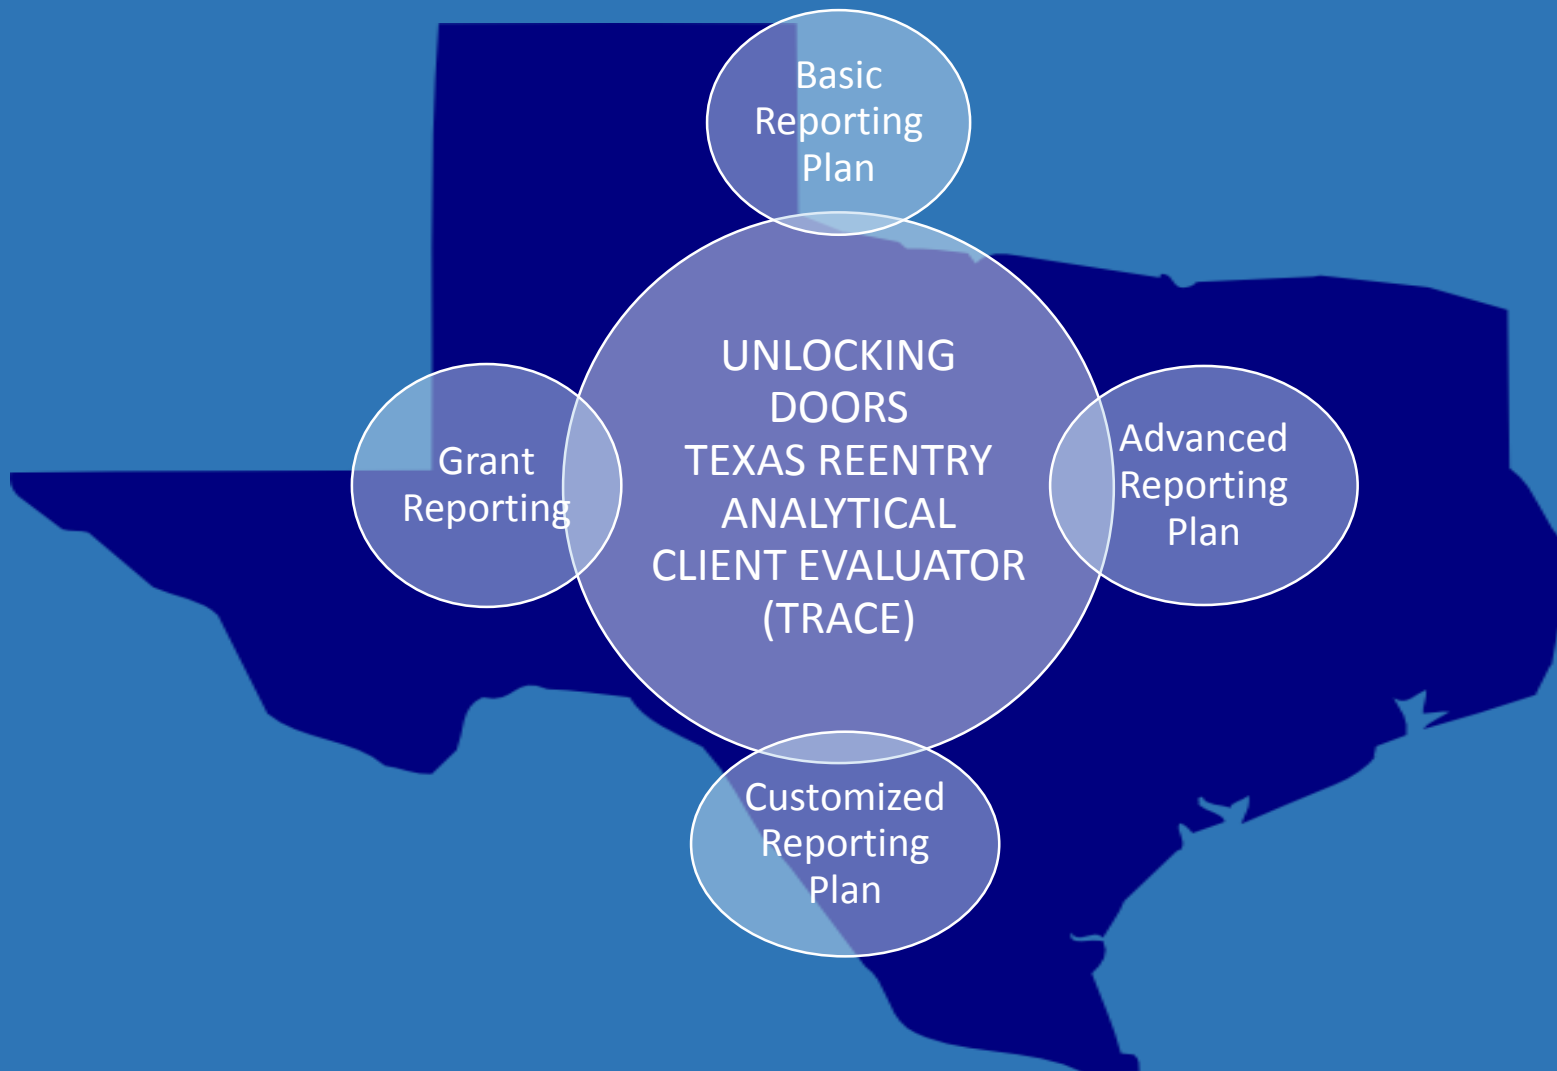 Basic
Reporting
Plan
UNLOCKING
DOORS
TEXAS REENTRY
ANALYTICAL
CLIENT EVALUATOR
(TRACE)
Grant
Reporting
Advanced
Reporting
Plan
Customized
Reporting
Plan